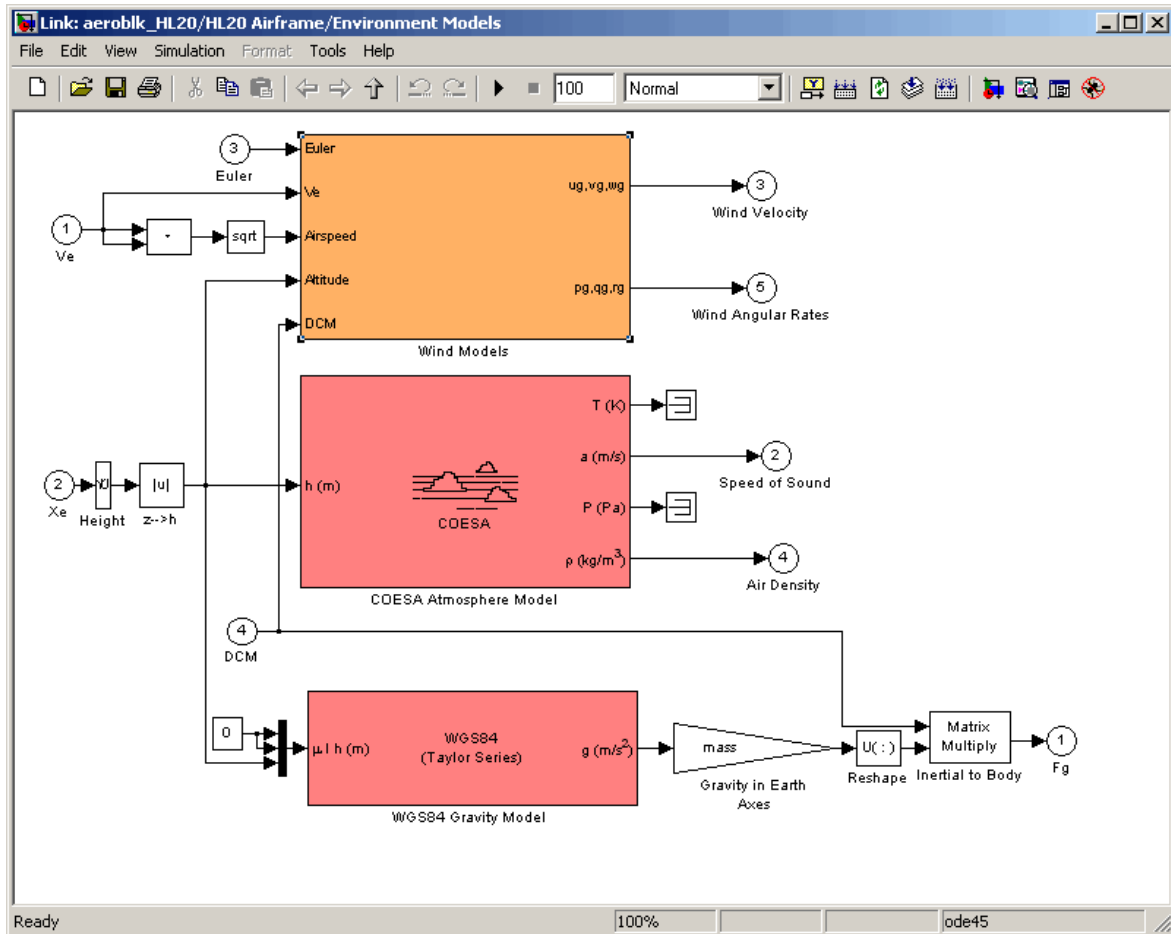 Link: aeroblk_HL20/HL20 Airframe/Environment Models
File Edit View Simulation Format Tools Help
100 Normal
3
Euler
1
Ve
sqrt
Euler
Ve
Airspeed
Altitude
DCM
ug,vg,wg
pg,qg,rg
Wind Models
3
Wind Velocity
5
Wind Angular Rates
2
Xe
Height
|u|
z-->h
h (m)
COESA
T (K)
a (m/s)
P (Pa)
ρ (kg/m³)
COESA Atmosphere Model
2
Speed of Sound
4
Air Density
4
DCM
0
μ l h (m)
WGS84
(Taylor Series)
g (m/s²)
WGS84 Gravity Model
mass
Gravity in Earth
Axes
U( : )
Reshape
Matrix
Multiply
Inertial to Body
1
Fg
Ready 100% ode45